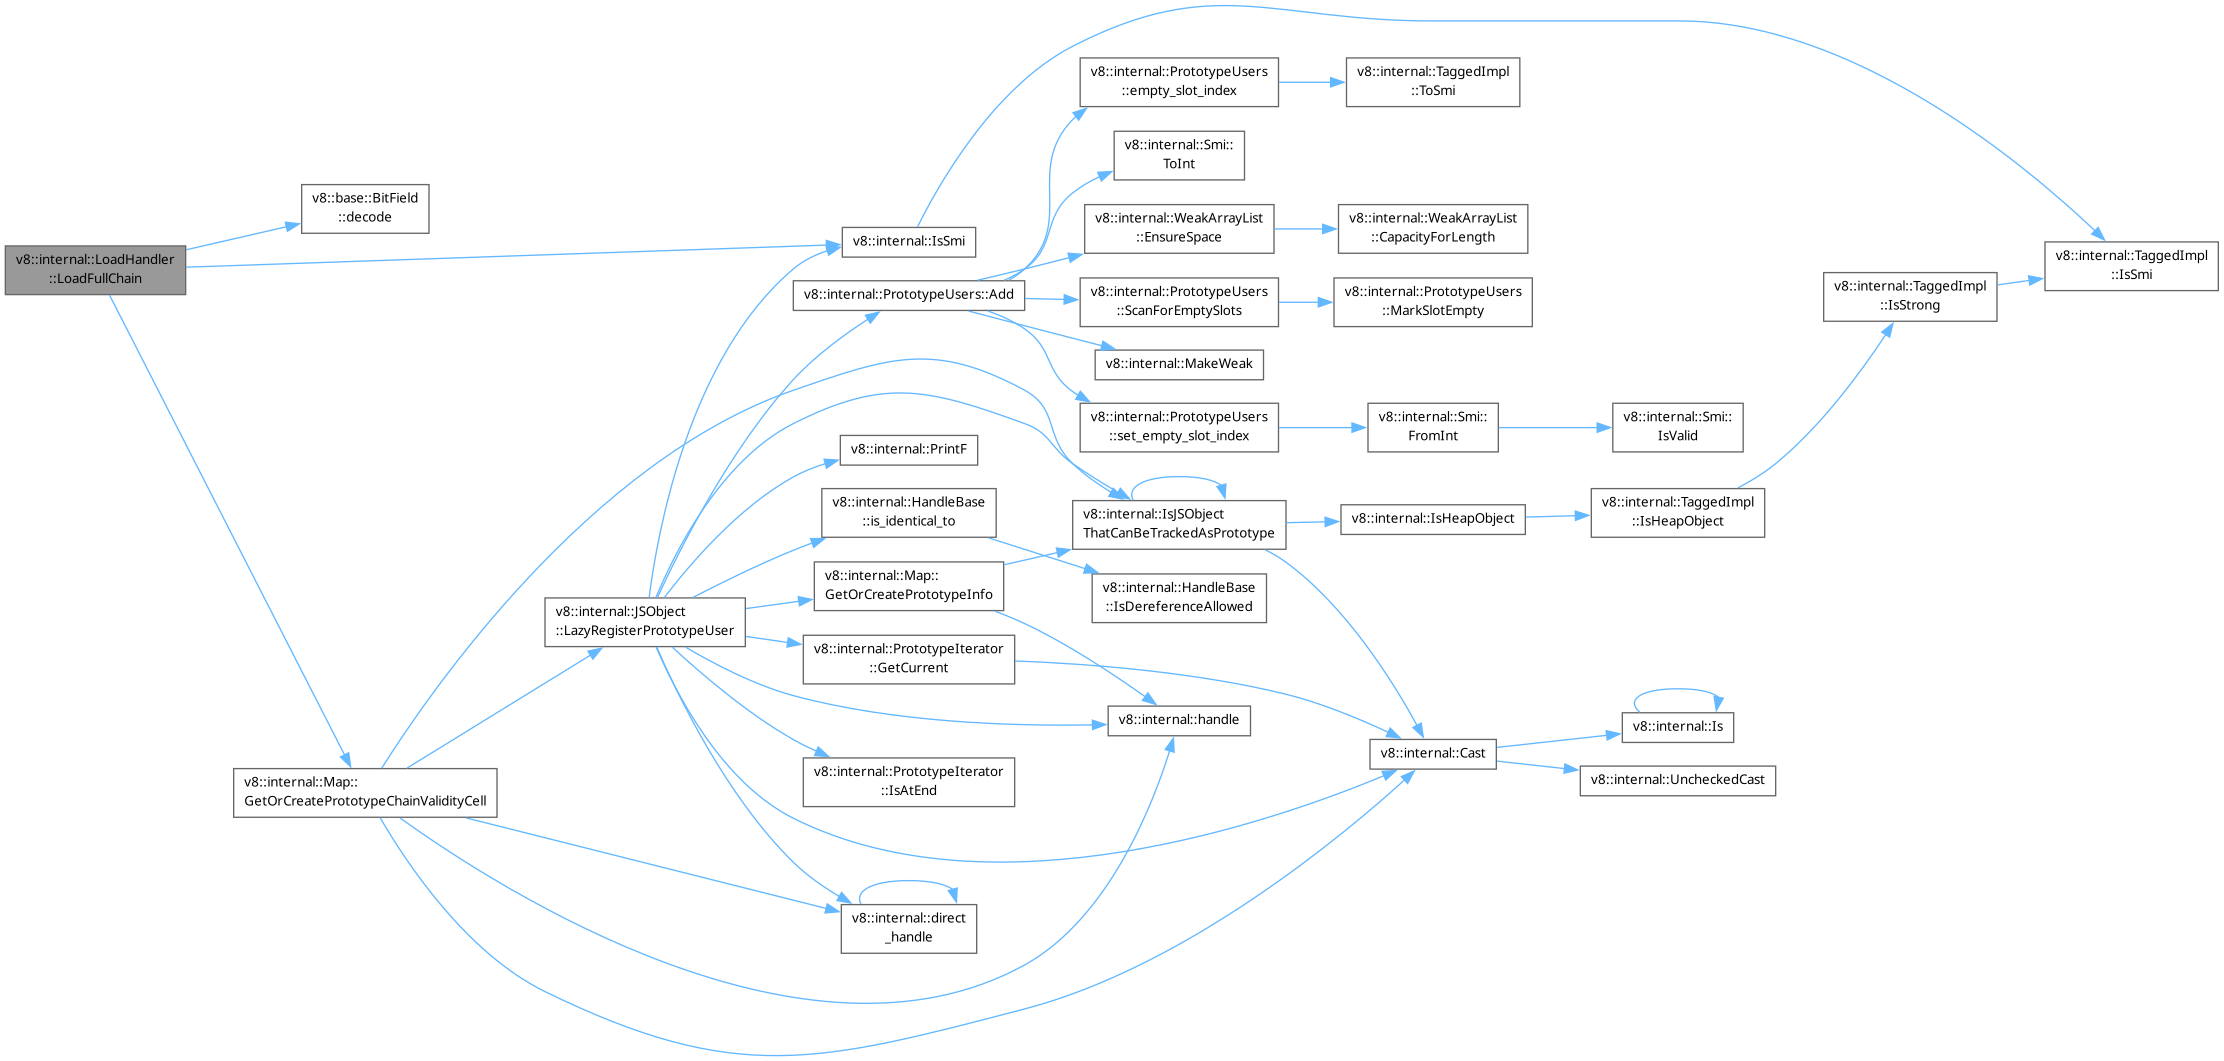 v8::internal::LoadHandler
::LoadFullChain
v8::base::BitField
::decode
v8::internal::IsSmi
v8::internal::PrototypeUsers::Add
v8::internal::PrototypeUsers
::empty_slot_index
v8::internal::TaggedImpl
::ToSmi
v8::internal::Smi::
ToInt
v8::internal::WeakArrayList
::EnsureSpace
v8::internal::WeakArrayList
::CapacityForLength
v8::internal::PrototypeUsers
::ScanForEmptySlots
v8::internal::PrototypeUsers
::MarkSlotEmpty
v8::internal::MakeWeak
v8::internal::PrototypeUsers
::set_empty_slot_index
v8::internal::Smi::
FromInt
v8::internal::Smi::
IsValid
v8::internal::TaggedImpl
::IsStrong
v8::internal::TaggedImpl
::IsSmi
v8::internal::PrintF
v8::internal::HandleBase
::is_identical_to
v8::internal::IsJSObject
ThatCanBeTrackedAsPrototype
v8::internal::IsHeapObject
v8::internal::TaggedImpl
::IsHeapObject
v8::internal::Map::
GetOrCreatePrototypeInfo
v8::internal::HandleBase
::IsDereferenceAllowed
v8::internal::JSObject
::LazyRegisterPrototypeUser
v8::internal::PrototypeIterator
::GetCurrent
v8::internal::handle
v8::internal::Is
v8::internal::Cast
v8::internal::UncheckedCast
v8::internal::PrototypeIterator
::IsAtEnd
v8::internal::Map::
GetOrCreatePrototypeChainValidityCell
v8::internal::direct
_handle